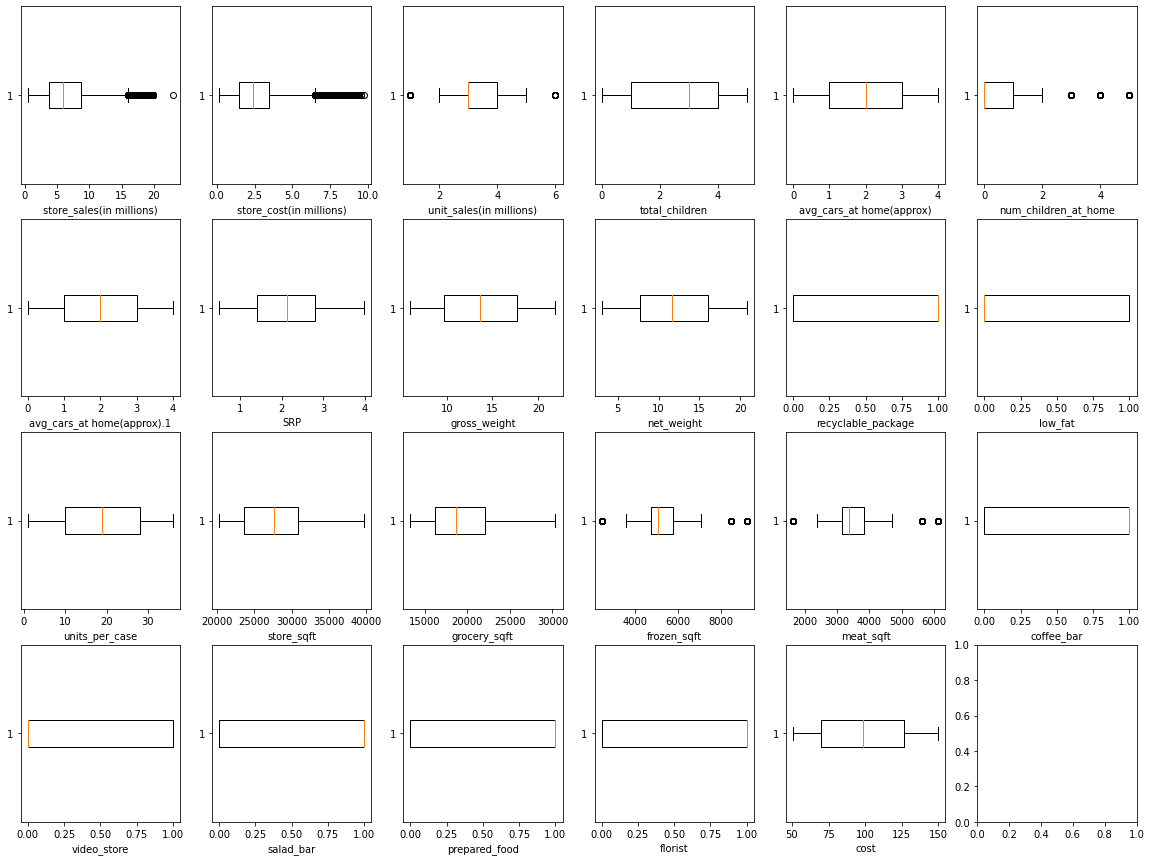 1 1 1 1 1 1
0 5 10 15 20 0.0 2.5 5.0 7.5 10.0 2 4 6 0 2 4 0 1 2 3 4 0 2 4
store_sales(in millions) store_cost(in millions) unit_sales(in millions) total_children avg_cars_at home(approx) num_children_at_home
1 1 1 1 1 1
0 1 2 3 4 1 2 3 4 10 15 20 5 10 15 20 0.00 0.25 0.50 0.75 1.00 0.00 0.25 0.50 0.75 1.00
avg_cars_at home(approx).1 SRP gross_weight net_weight recyclable_package low_fat
1 1 1 1 1 1
0 10 20 30 20000 25000 30000 35000 40000 15000 20000 25000 30000 4000 6000 8000 2000 3000 4000 5000 6000 0.00 0.25 0.50 0.75 1.00
units_per_case store_sqft grocery_sqft frozen_sqft meat_sqft coffee_bar
1.0
0.8
1 1 1 1 1
0.6
0.4
0.2
0.0
0.00 0.25 0.50 0.75 1.00 0.00 0.25 0.50 0.75 1.00 0.00 0.25 0.50 0.75 1.00 0.00 0.25 0.50 0.75 1.00 50 75 100 125 150 0.0 0.2 0.4 0.6 0.8 1.0
video_store salad_bar prepared_food florist cost